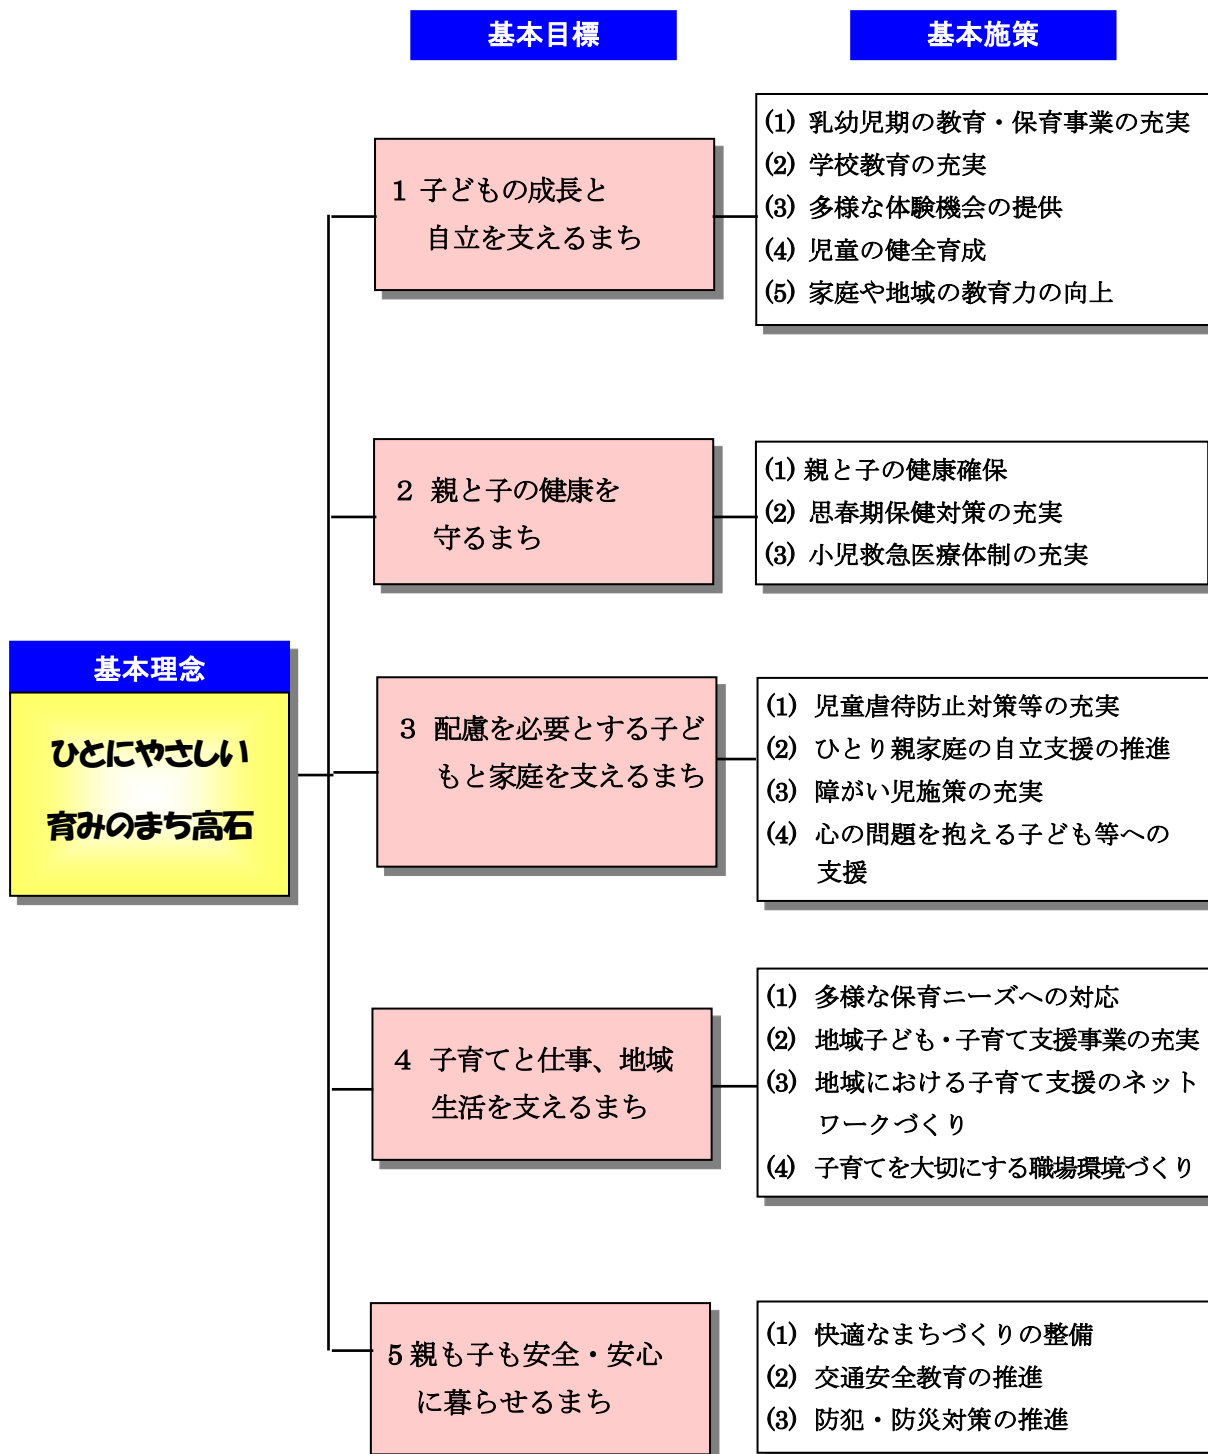 基本目標
基本施策
1 子どもの成長と
自立を支えるまち
(1) 乳幼児期の教育・保育事業の充実
(2) 学校教育の充実
(3) 多様な体験機会の提供
(4) 児童の健全育成
(5) 家庭や地域の教育力の向上
2 親と子の健康を
守るまち
(1) 親と子の健康確保
(2) 思春期保健対策の充実
(3) 小児救急医療体制の充実
基本理念
ひとにやさしい
育みのまち高石
3 配慮を必要とする子ど
もと家庭を支えるまち
(1) 児童虐待防止対策等の充実
(2) ひとり親家庭の自立支援の推進
(3) 障がい児施策の充実
(4) 心の問題を抱える子ども等への
支援
4 子育てと仕事、地域
生活を支えるまち
(1) 多様な保育ニーズへの対応
(2) 地域子ども・子育て支援事業の充実
(3) 地域における子育て支援のネット
ワークづくり
(4) 子育てを大切にする職場環境づくり
5 親も子も安全・安心
に暮らせるまち
(1) 快適なまちづくりの整備
(2) 交通安全教育の推進
(3) 防犯・防災対策の推進